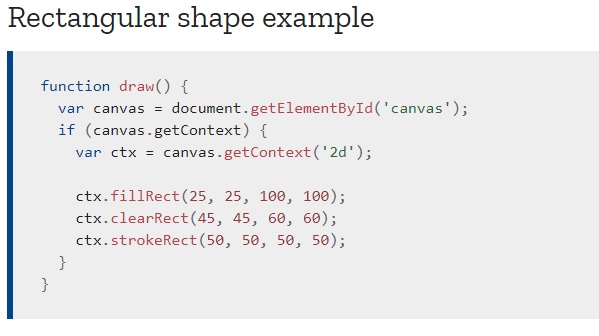 Rectangular shape example
function draw() {
  var canvas = document.getElementById('canvas');
  if (canvas.getContext) {
    var ctx = canvas.getContext('2d');

    ctx.fillRect(25, 25, 100, 100);
    ctx.clearRect(45, 45, 60, 60);
    ctx.strokeRect(50, 50, 50, 50);
  }
}